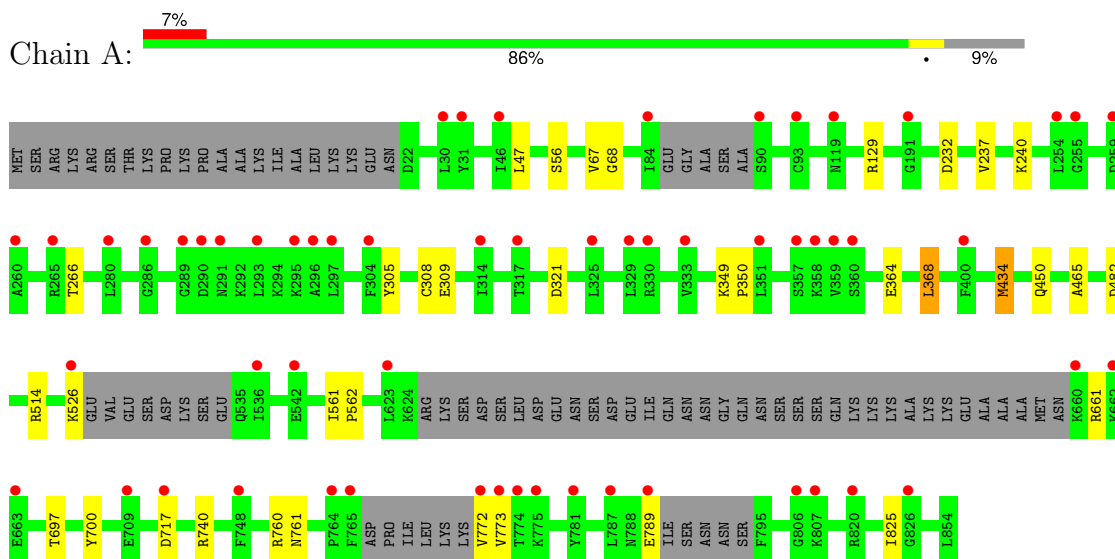 7%
Chain A:
86% • 9%
MET SER ARG LYS ARG SER THR LYS PRO LYS PRO ALA ALA LYS ILE ALA LEU LYS LYS GLU ASN D22 L30 Y31 I46 L47 S56 V67 G68 I84 GLU GLY ALA SER ALA S90 C93 N119 R129 G191 D232 V237 K240 L254 G255 D259
A260 R265 T266 L280 G286 G289 D290 N291 K292 L293 K294 K295 A296 L297 F304 Y305 C308 E309 I314 T317 D321 L325 L329 R330 V333 K349 P350 L351 S357 K358 V359 S360 E364 L368 F400 M434 Q450 A465 D482
R514 K526 GLU VAL GLU SER ASP LYS SER GLU Q535 I536 E542 I561 P562 L623 K624 ARG LYS SER ASP SER LEU ASP GLU ASN SER ASP GLU ILE GLN ASN ASN GLY GLN ASN SER SER SER GLN LYS LYS LYS ALA LYS LYS GLU ALA ALA ALA MET ASN K660 R661 K662
E663 T697 Y700 E709 D717 R740 F748 R760 N761 P764 F765 ASP PRO ILE LEU LYS LYS V772 V773 T774 K775 Y781 L787 N788 E789 ILE SER ASN ASN SER F795 G806 K807 R820 I825 G826 L854